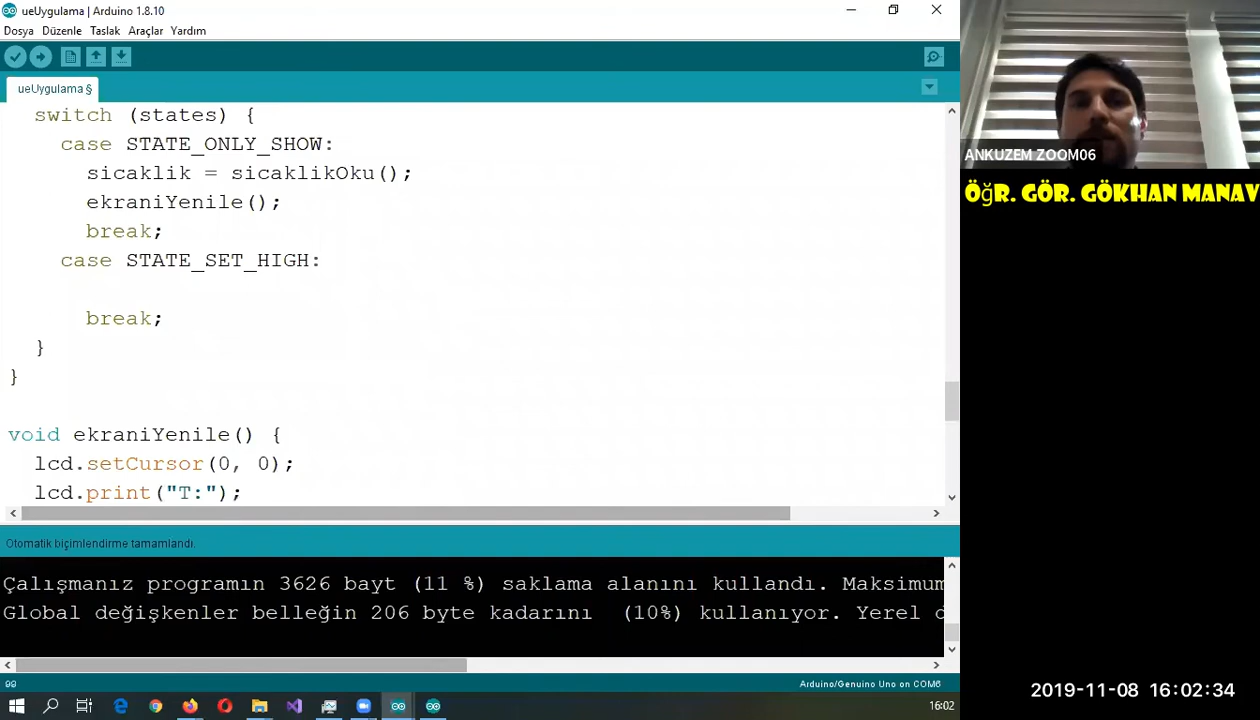 ueUygulama | Arduino 1.8.10
Dosya Düzenle Taslak Araçlar Yardım
ueUygulama §
switch (states) {
case STATE_ONLY_SHOW:
sicaklik = sicaklikOku();
ekraniYenile();
break;
case STATE_SET_HIGH:
break;
}
}
void ekraniYenile() {
lcd.setCursor(0, 0);
lcd.print("T:");
Otomatik biçimlendirme tamamlandı.
Çalışmanız programın 3626 bayt (11 %) saklama alanını kullandı. Maksimum
Global değişkenler belleğin 206 byte kadarını (10%) kullanıyor. Yerel d
99
Arduino/Genuino Uno on COM6
16:02
ANKUZEM ZOOM06
ÖğR. GÖR. GÖKHAN MANAV
2019-11-08 16:02:34